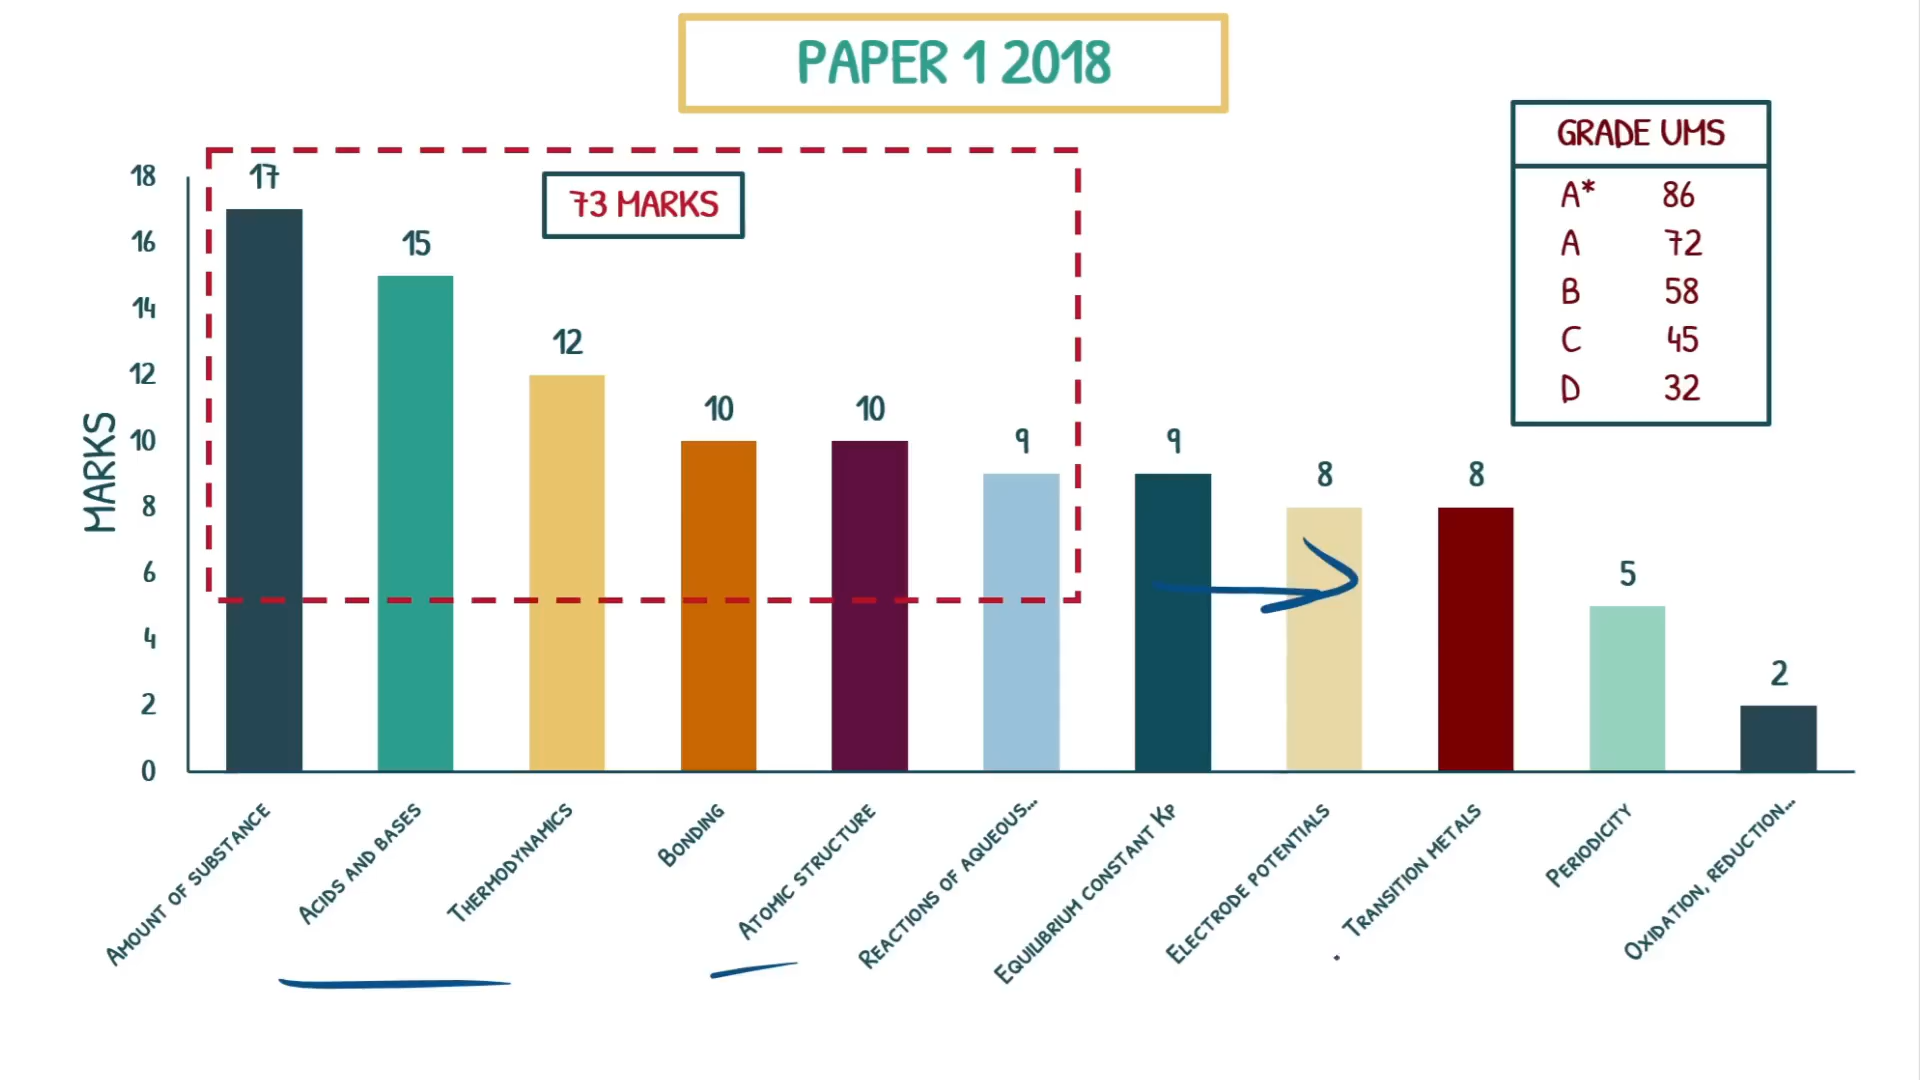 PAPER 1 2018
GRADE UMS
A* 86
A 72
B 58
C 45
D 32
73 MARKS
MARKS
18
16
14
12
10
8
6
4
2
0
17
15
12
10
10
9
9
8
8
5
2
AMOUNT OF SUBSTANCE
ACIDS AND BASES
THERMODYNAMICS
BONDING
ATOMIC STRUCTURE
REACTIONS OF AQUEOUS...
EQUILIBRIUM CONSTANT KP
ELECTRODE POTENTIALS
TRANSITION METALS
PERIODICITY
OXIDATION, REDUCTION...